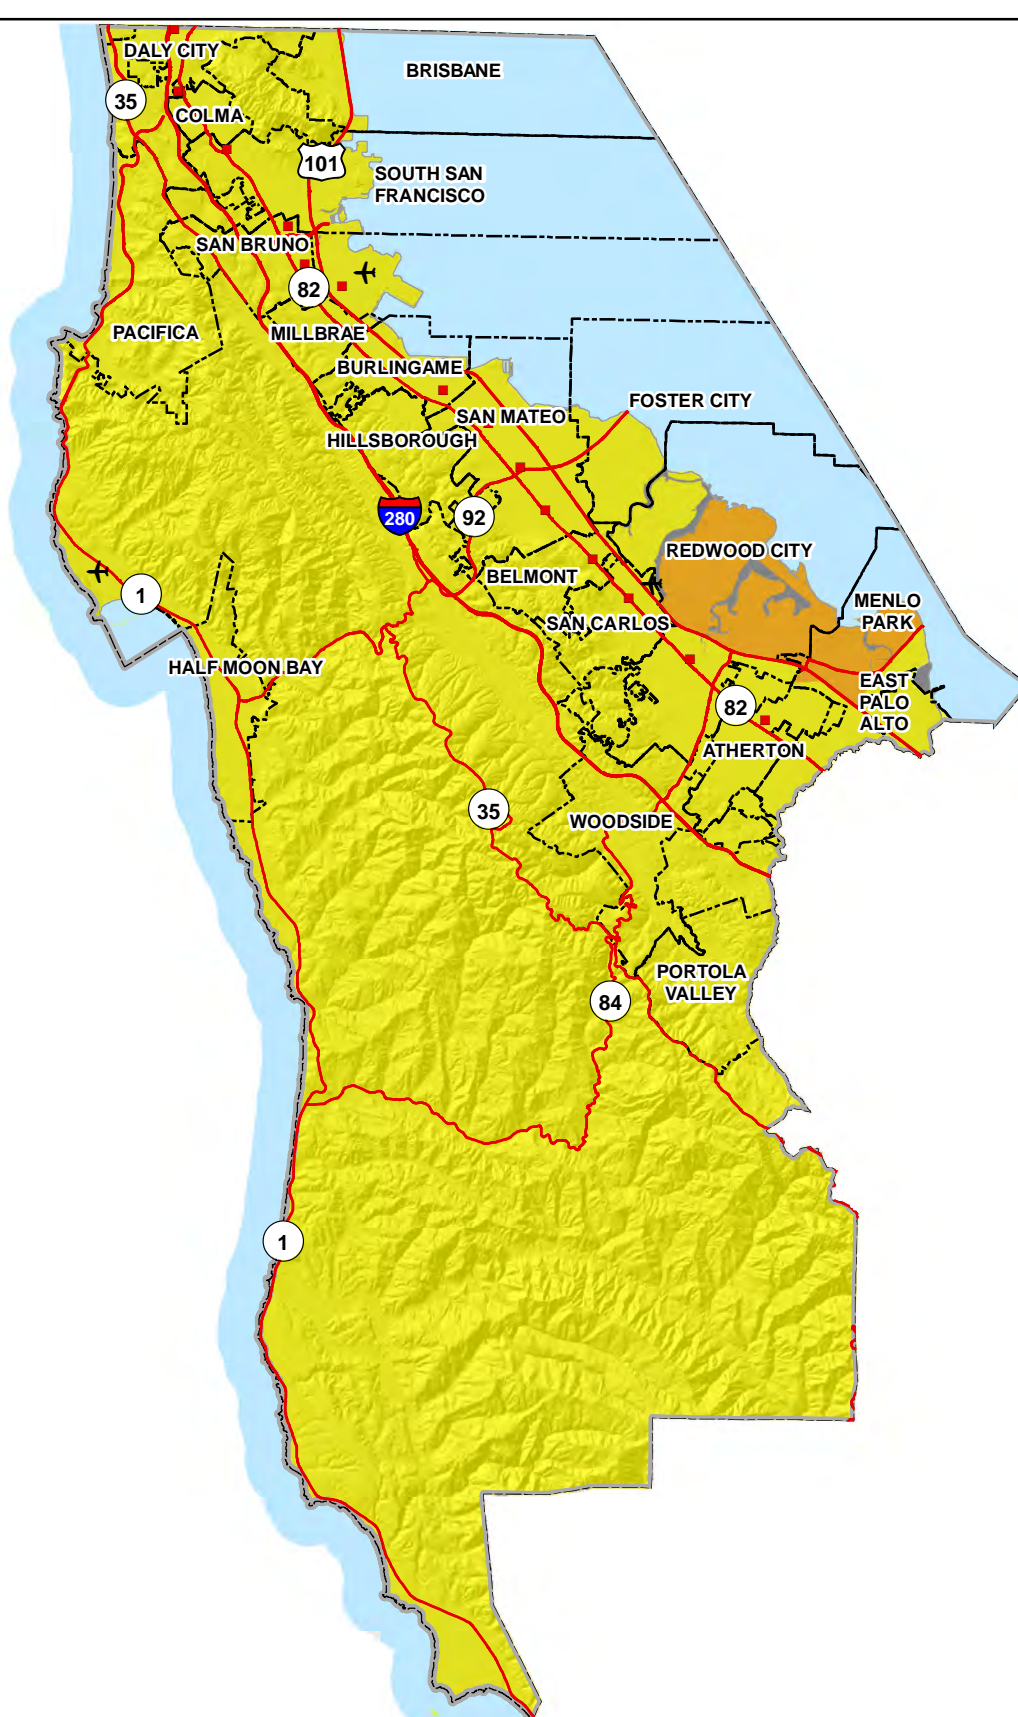 DALY CITY
BRISBANE
35
COLMA
101
SOUTH SAN
FRANCISCO
SAN BRUNO
82
PACIFICA
MILLBRAE
BURLINGAME
FOSTER CITY
SAN MATEO
HILLSBOROUGH
280
92
REDWOOD CITY
BELMONT
1
MENLO
PARK
SAN CARLOS
HALF MOON BAY
EAST
PALO
ALTO
82
ATHERTON
35
WOODSIDE
PORTOLA
VALLEY
84
1